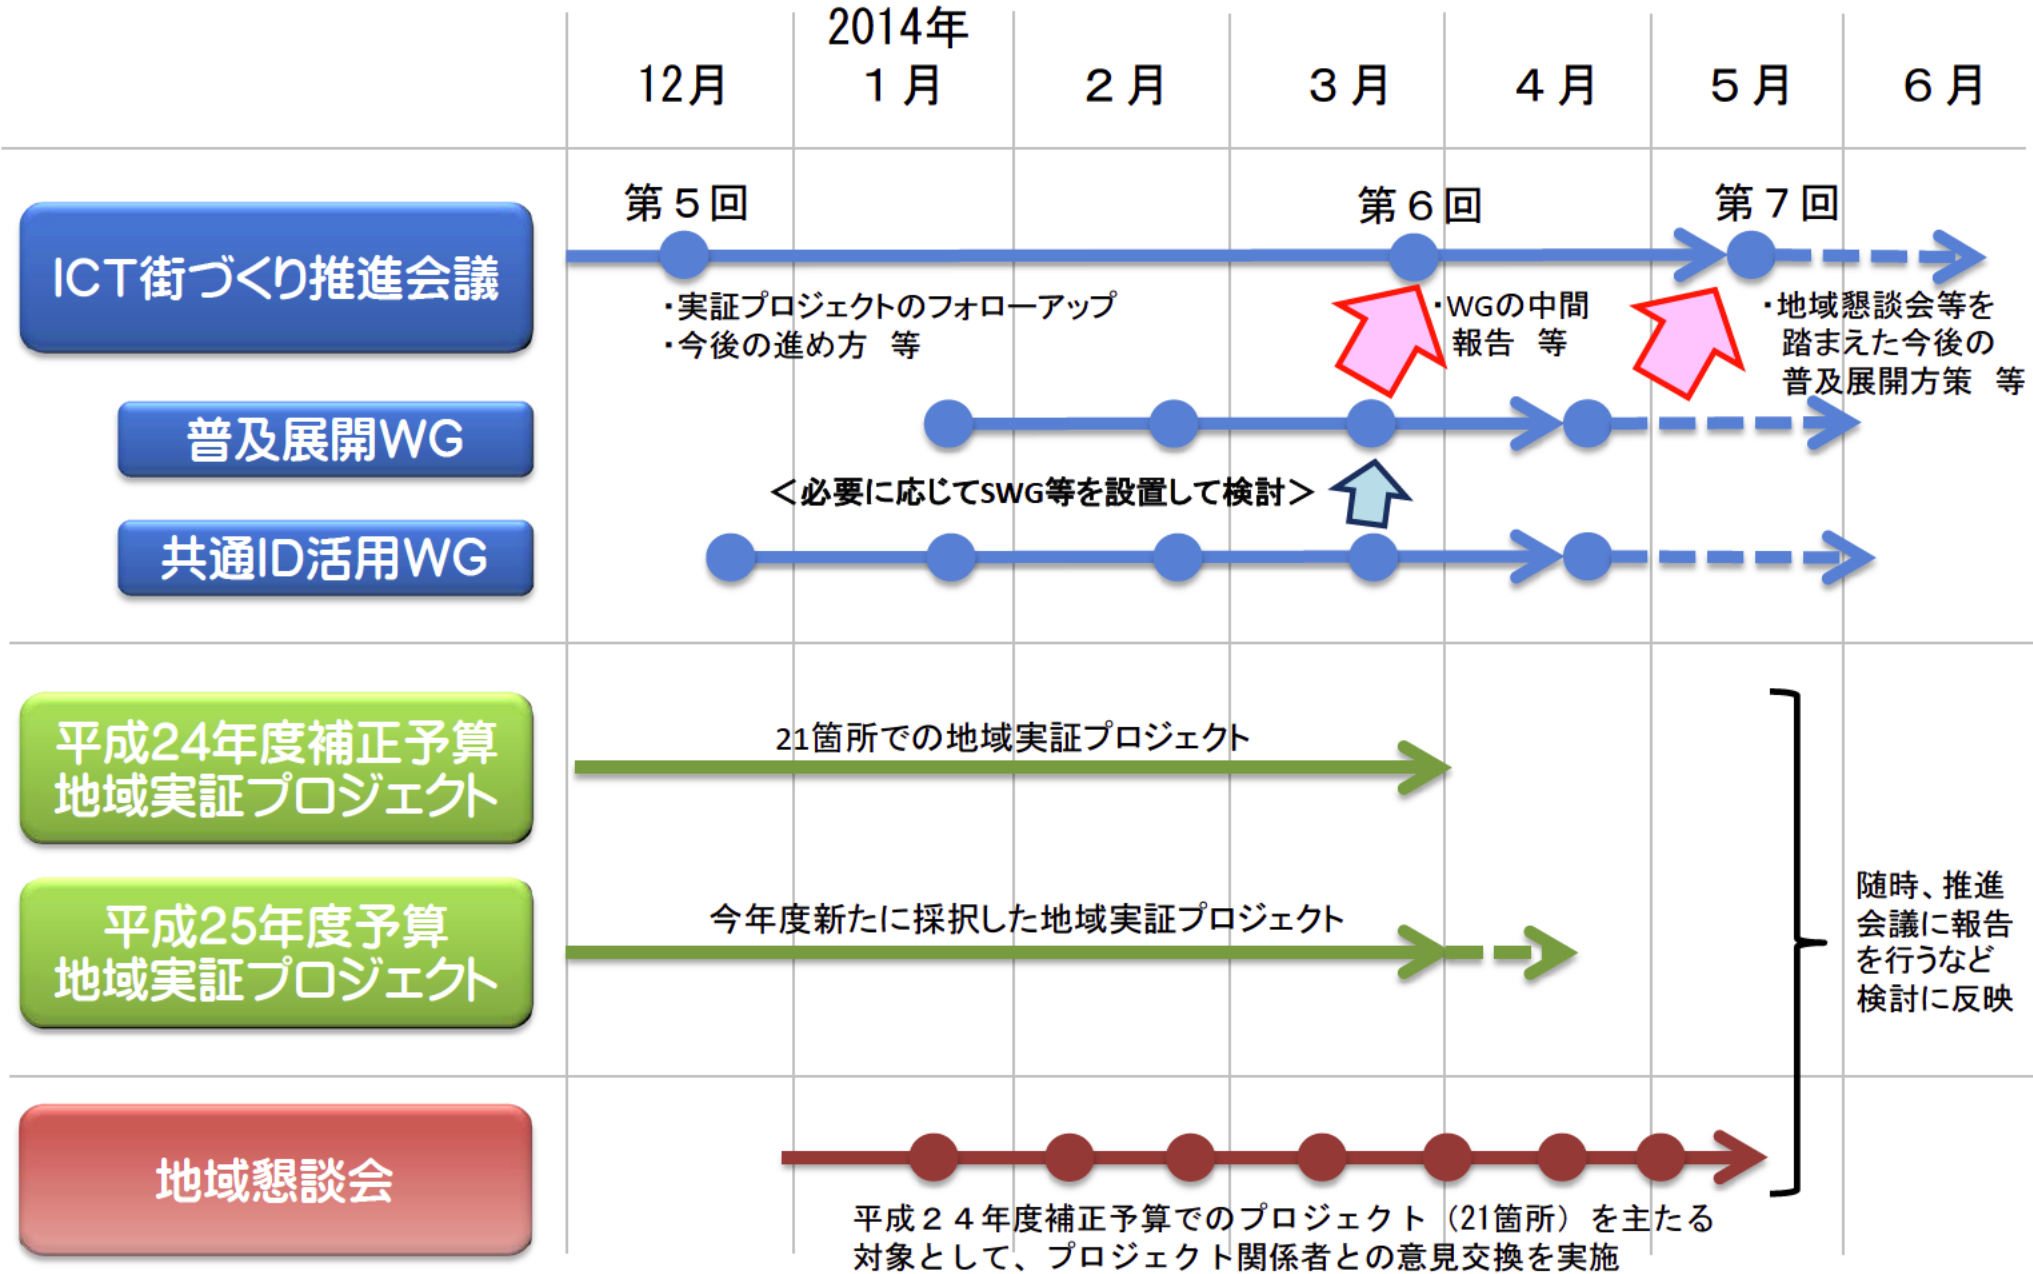 2014年
12月 １月 ２月 ３月 ４月 ５月 ６月
第５回 第６回 第７回
ICT街づくり推進会議
・実証プロジェクトのフォローアップ
・今後の進め方　等
・WGの中間
報告　等
・地域懇談会等を
踏まえた今後の
普及展開方策　等
普及展開WG
＜必要に応じてSWG等を設置して検討＞
共通ID活用WG
平成24年度補正予算
地域実証プロジェクト
21箇所での地域実証プロジェクト
平成25年度予算
地域実証プロジェクト
今年度新たに採択した地域実証プロジェクト
随時、推進
会議に報告
を行うなど
検討に反映
地域懇談会
平成２４年度補正予算でのプロジェクト（21箇所）を主たる
対象として、プロジェクト関係者との意見交換を実施